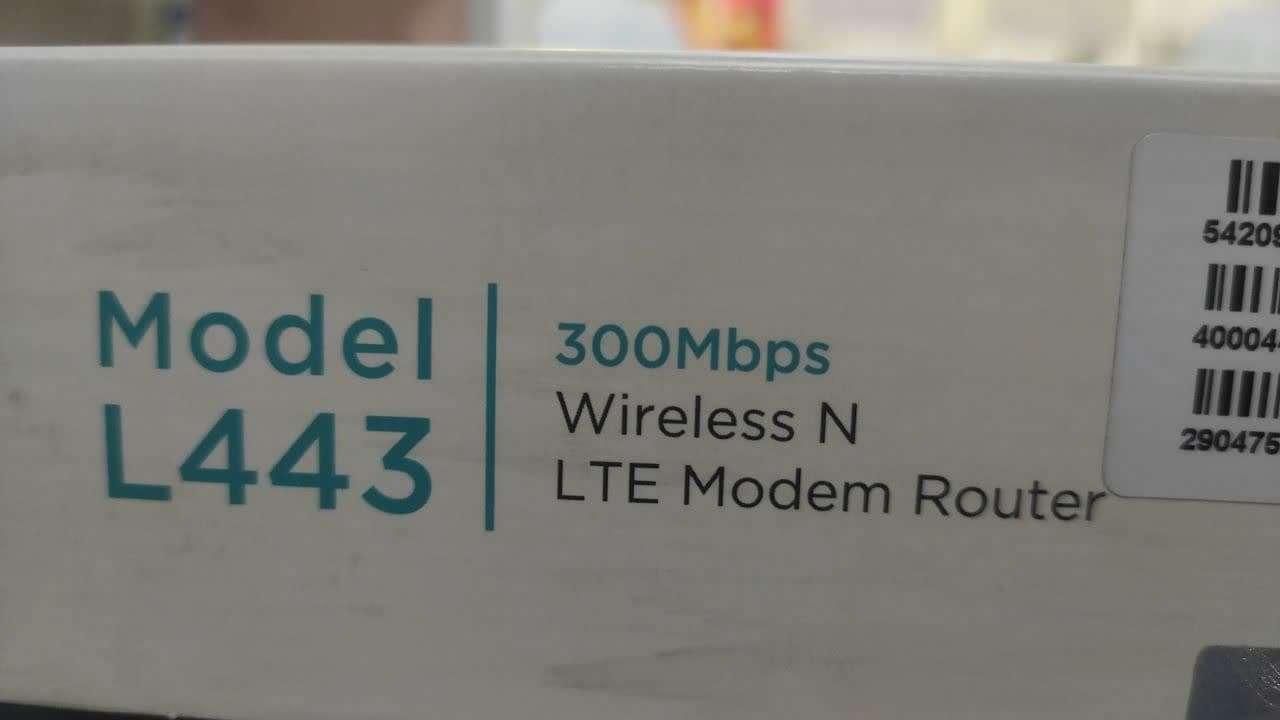 Model
L443
300Mbps
Wireless N
LTE Modem Router
54209
40004
290475